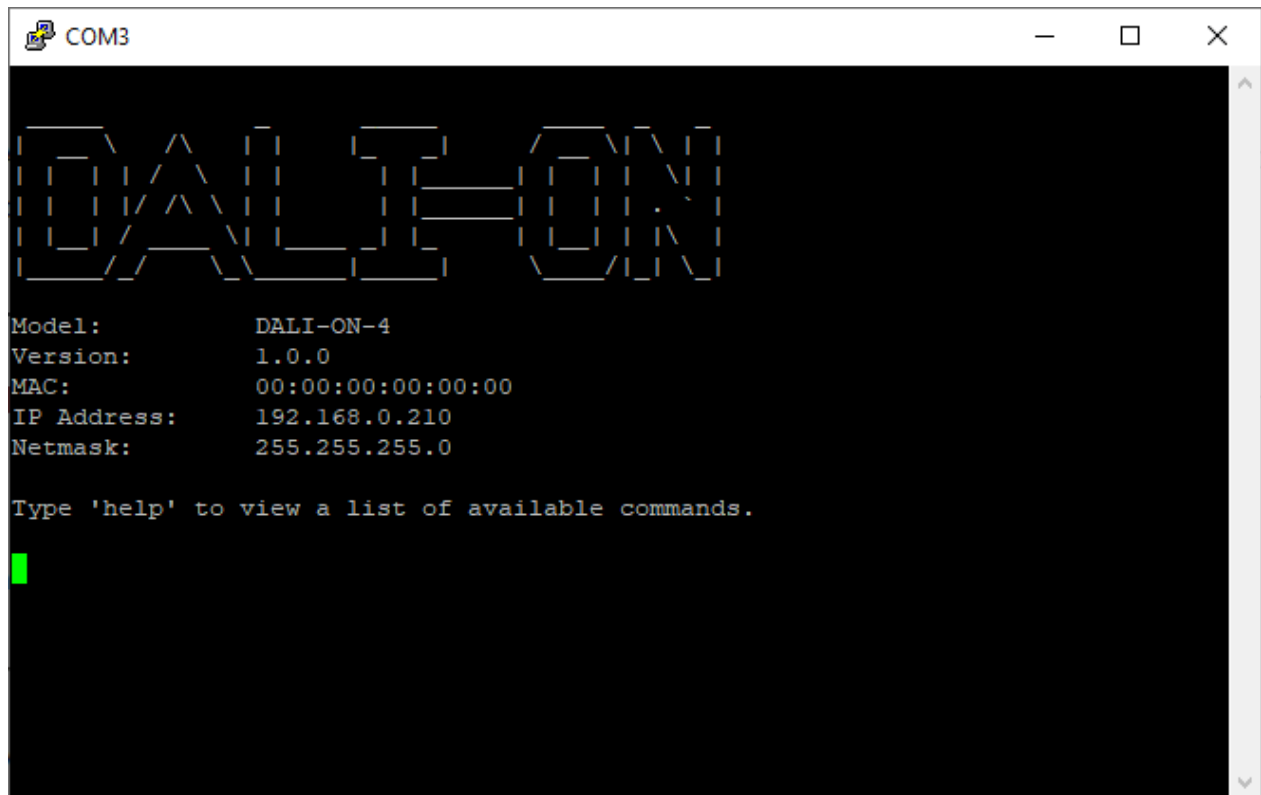 COM3
DALI-ON
Model: DALI-ON-4
Version: 1.0.0
MAC: 00:00:00:00:00:00
IP Address: 192.168.0.210
Netmask: 255.255.255.0
Type 'help' to view a list of available commands.